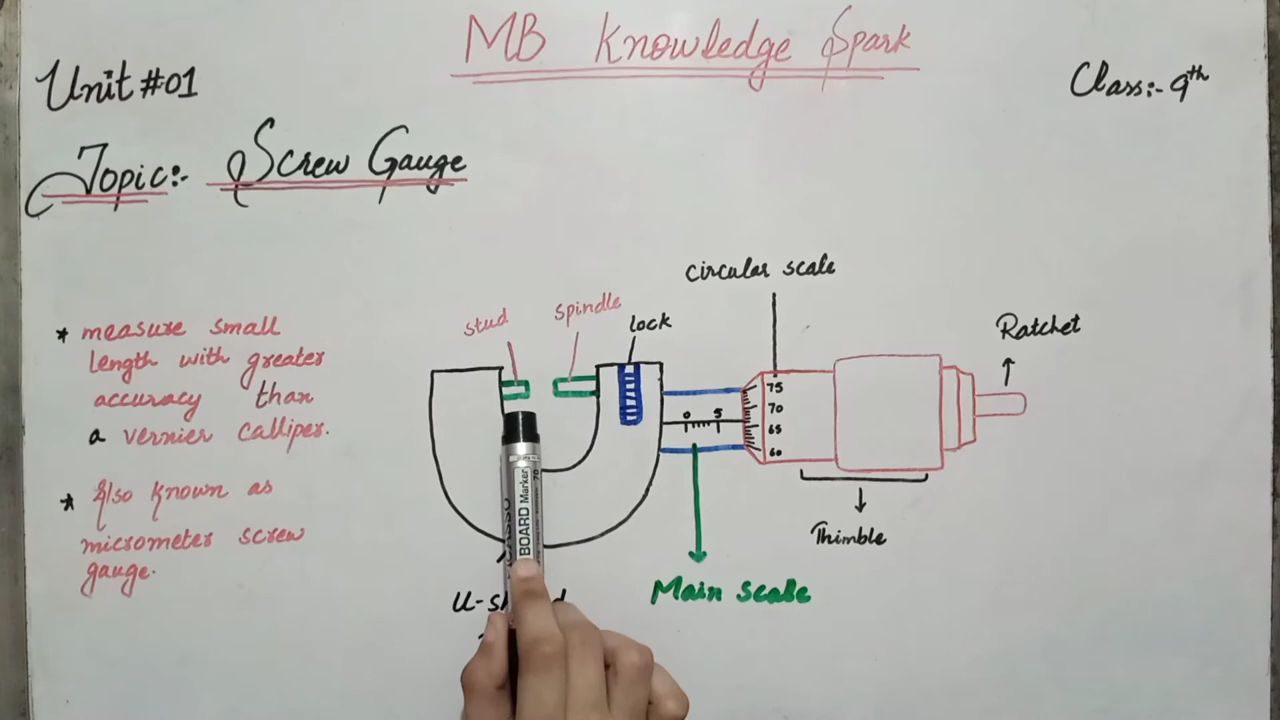 MB Knowledge Spark
Unit #01
Class:- 9th
Topic:- Screw Gauge
circular scale
stud
spindle
lock
Ratchet
* measure small
length with greater
accuracy than
a vernier calliper.
75
70
65
60
0 5
* Also known as
micrometer screw
gauge.
BOARD Marker
70
Thimble
Main scale